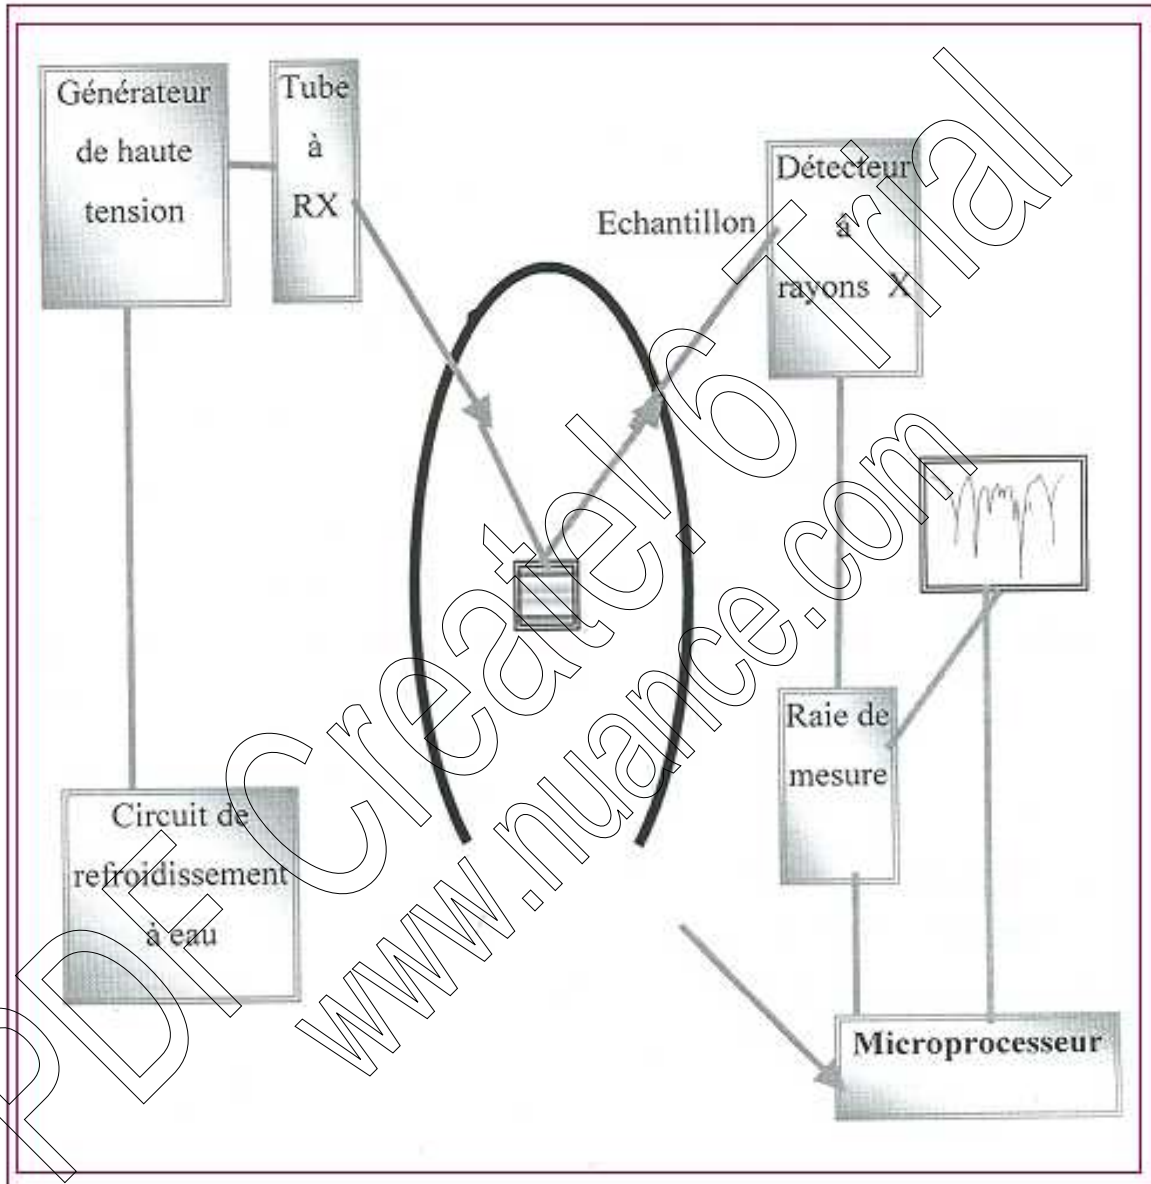 Générateur
de haute
tension
Tube
à
RX
Echantillon
Détecteur
à
rayons X
Raie de
mesure
Circuit de
refroidissement
à eau
Microprocesseur
PDF Create! 6 Trial
www.nuance.com